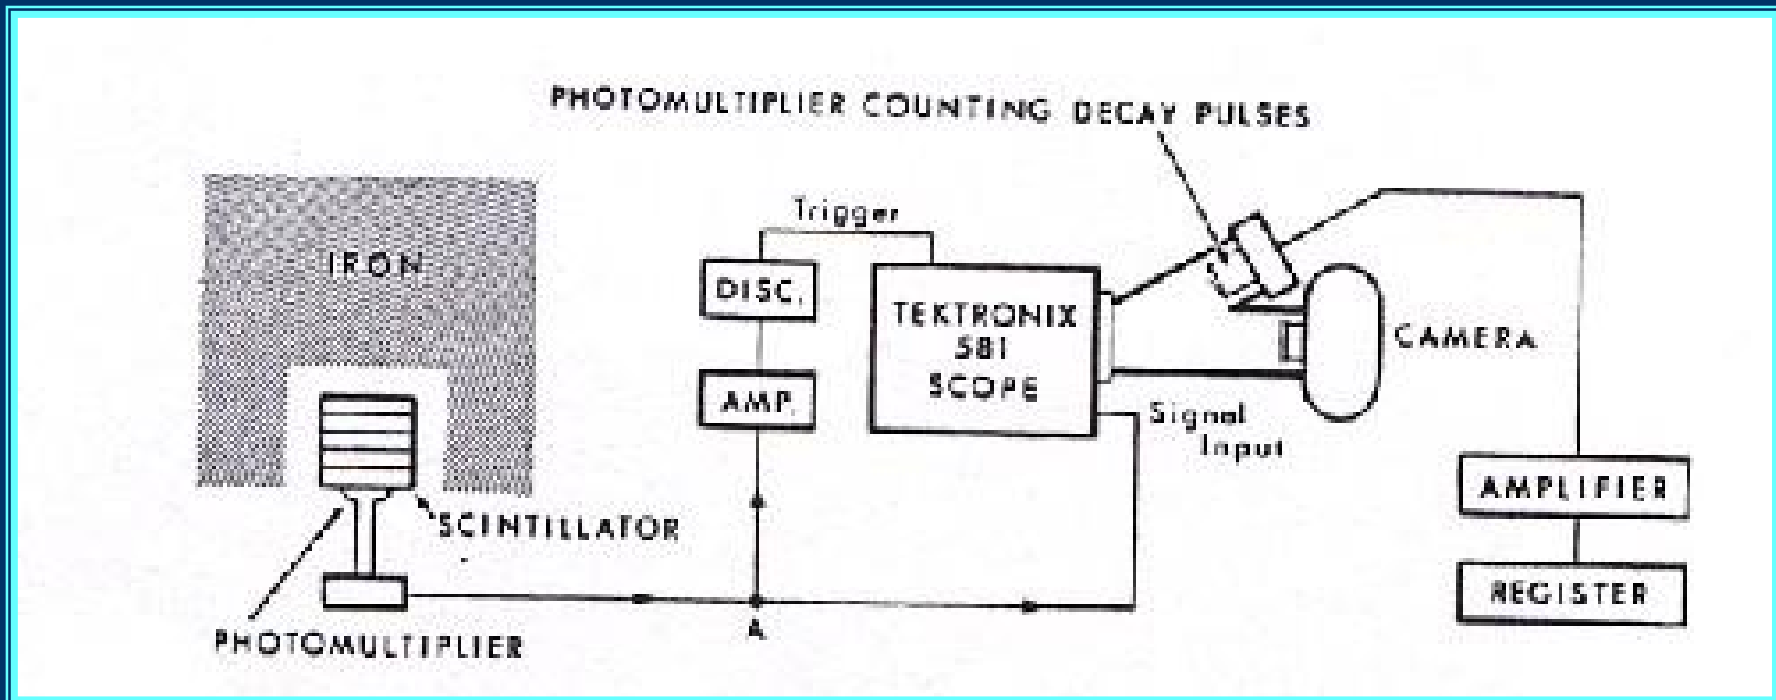 PHOTOMULTIPLIER COUNTING DECAY PULSES
Trigger
IRON
DISC.
TEKTRONIX
581
SCOPE
CAMERA
AMP.
Signal
Input
AMPLIFIER
SCINTILLATOR
REGISTER
A
PHOTOMULTIPLIER